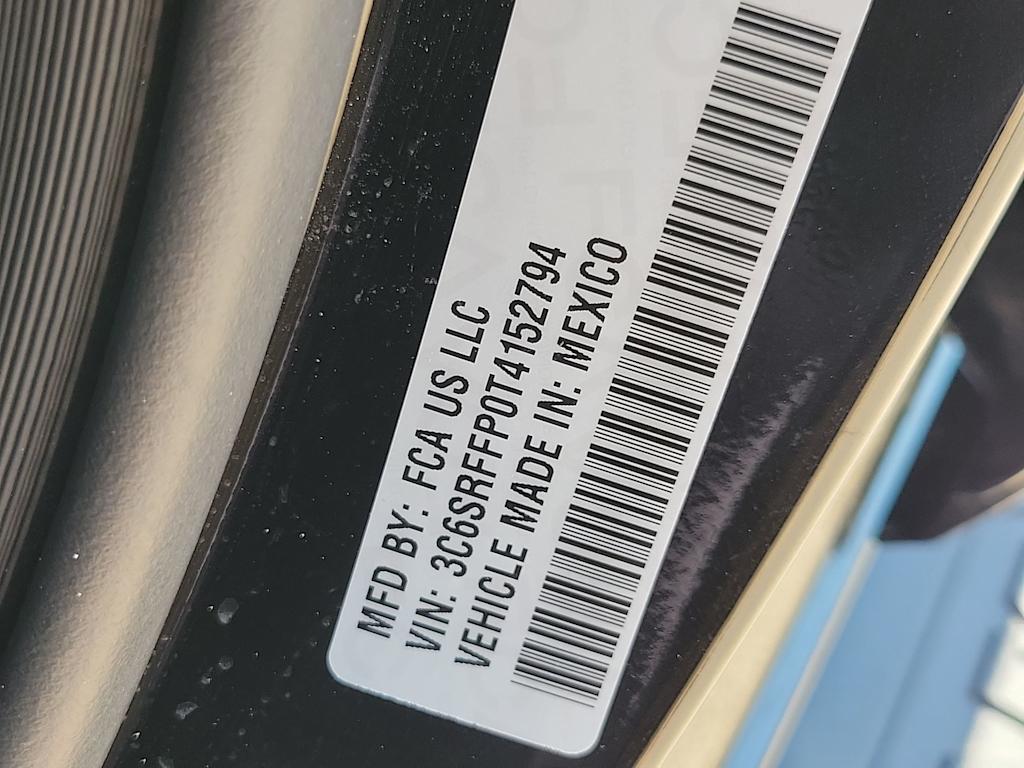 MFD BY: FCA US LLC
VIN: 3C6SRFFP0T4152794
VEHICLE MADE IN: MEXICO